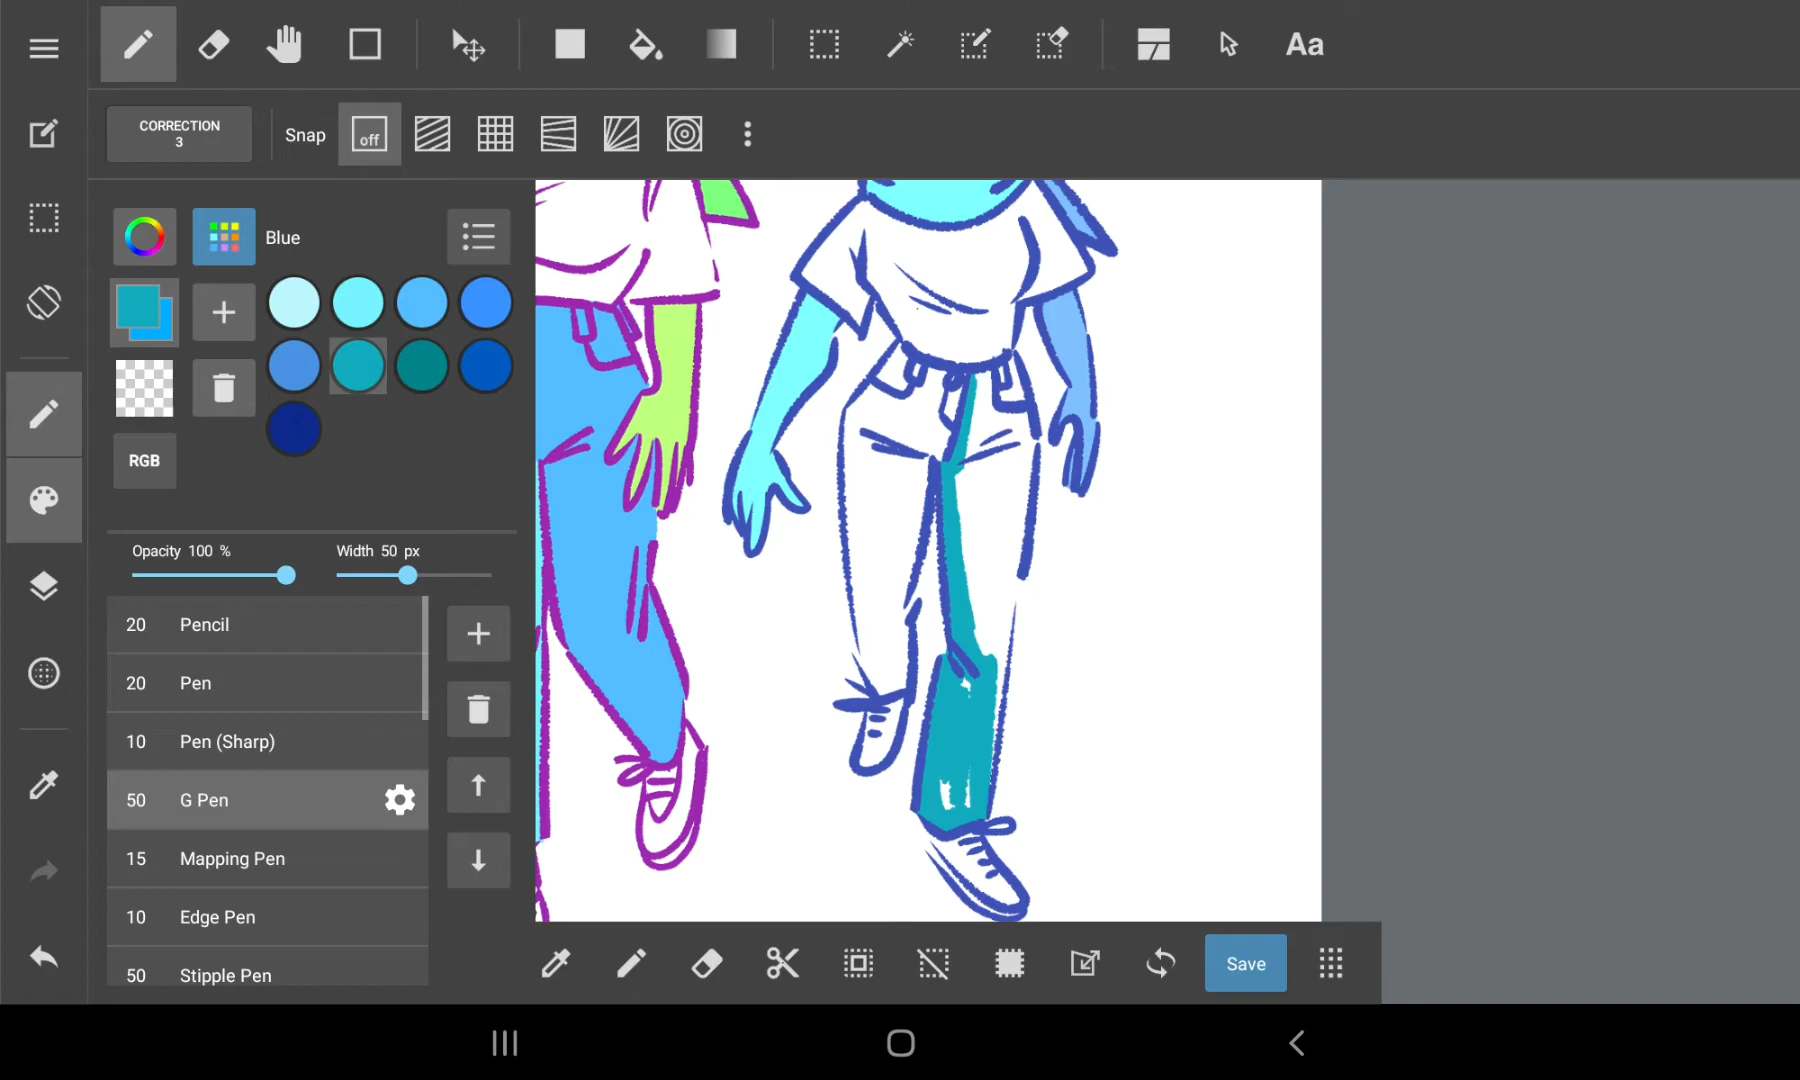 Aa
CORRECTION
3
Snap
off
Blue
RGB
Opacity 100 %
Width 50 px
20 Pencil
20 Pen
10 Pen (Sharp)
50 G Pen
15 Mapping Pen
10 Edge Pen
50 Stipple Pen
Save